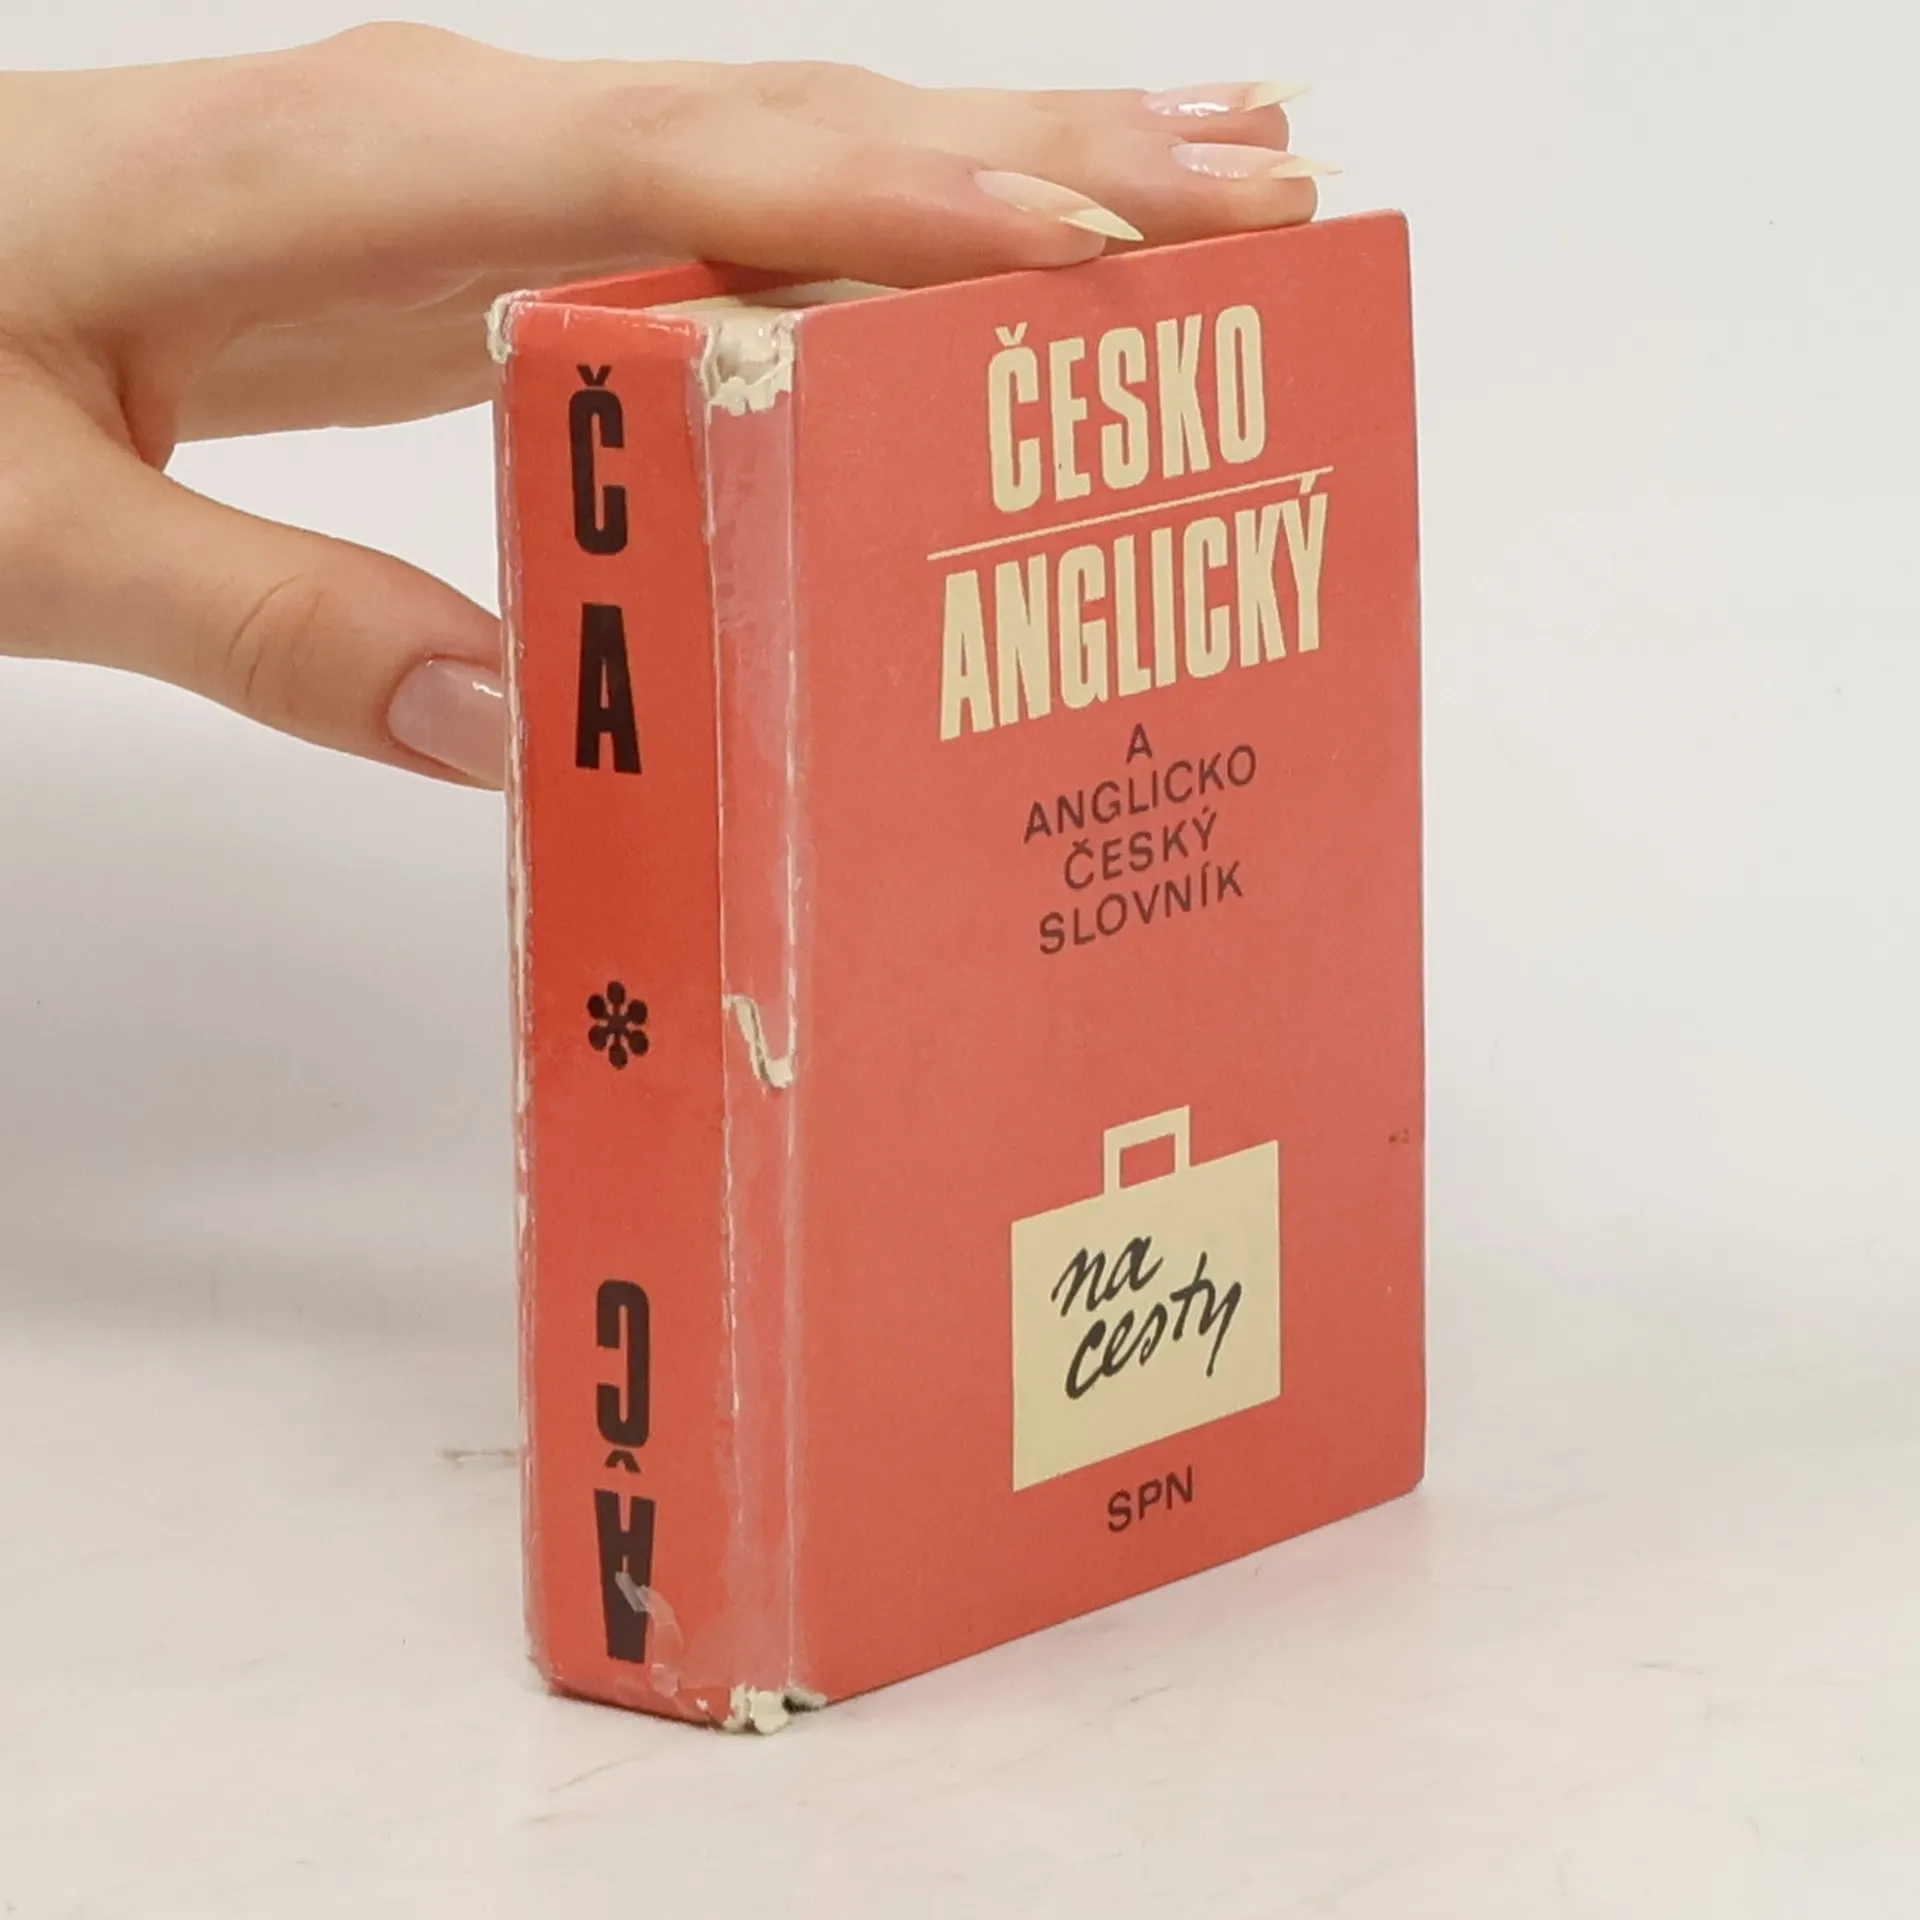 Č
A
*
Č
A
ČESKO
ANGLICKÝ
A
ANGLICKO
ČESKÝ
SLOVNÍK
na
cesty
SPN